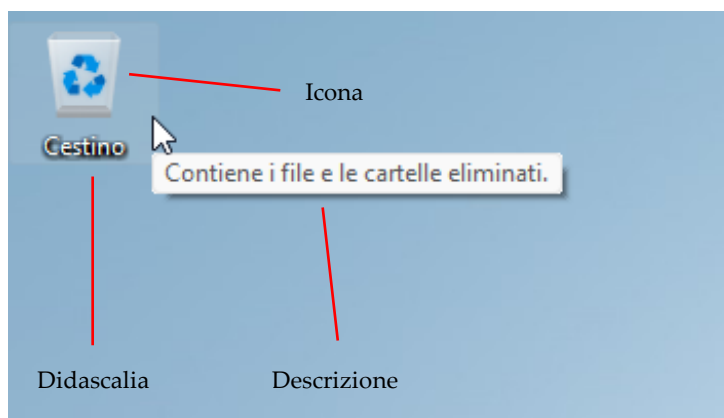 Icona
Cestino
Contiene i file e le cartelle eliminati.
Didascalia
Descrizione